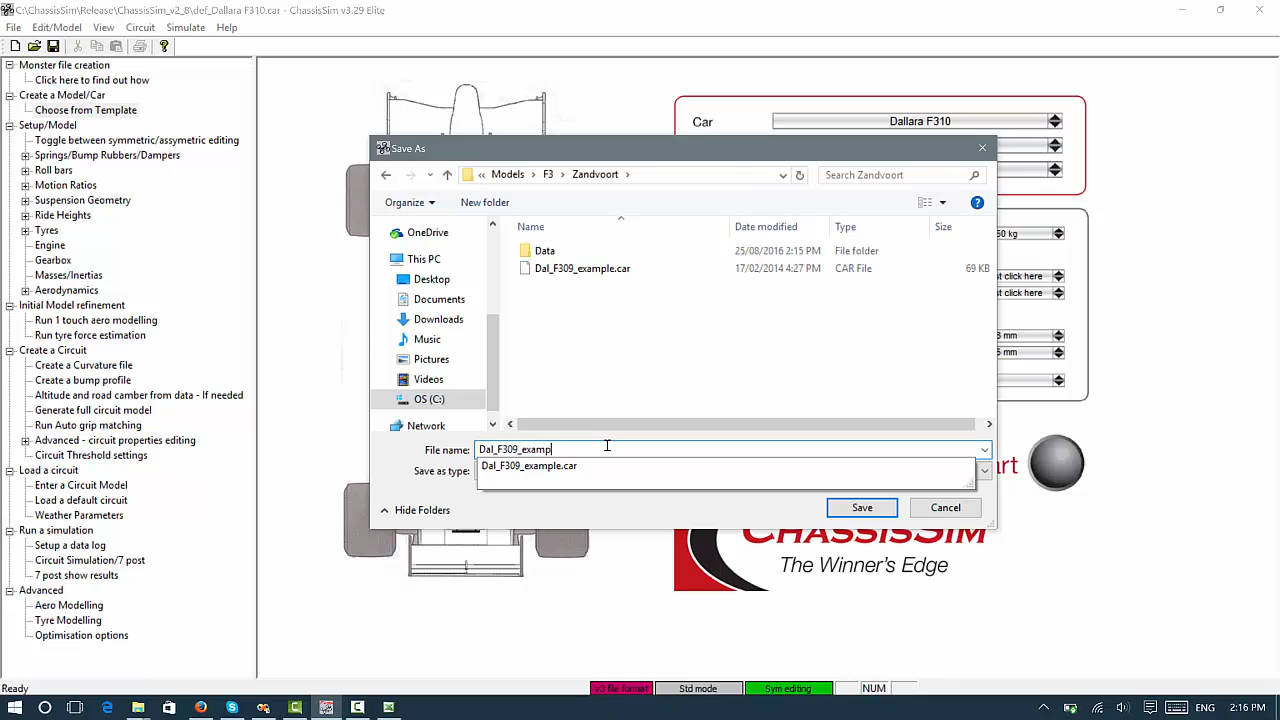 C:\ChassisSim\Release\ChassiSim_v2_8\def_Dallara F310.car - ChassisSim v3.29 Elite
File Edit/Model View Circuit Simulate Help
Monster file creation
Click here to find out how
Create a Model/Car
Choose from Template
Setup/Model
Toggle between symmetric/assymetric editing
Springs/Bump Rubbers/Dampers
Roll bars
Motion Ratios
Suspension Geometry
Ride Heights
Tyres
Engine
Gearbox
Masses/Inertias
Aerodynamics
Initial Model refinement
Run 1 touch aero modelling
Run tyre force estimation
Create a Circuit
Create a Curvature file
Create a bump profile
Altitude and road camber from data - If needed
Generate full circuit model
Run Auto grip matching
Advanced - circuit properties editing
Circuit Threshold settings
Load a circuit
Enter a Circuit Model
Load a default circuit
Weather Parameters
Run a simulation
Setup a data log
Circuit Simulation/7 post
7 post show results
Advanced
Aero Modelling
Tyre Modelling
Optimisation options
Car Dallara F310
Save As
« Models › F3 › Zandvoort ›
Search Zandvoort
Organize New folder
OneDrive
This PC
Desktop
Documents
Downloads
Music
Pictures
Videos
OS (C:)
Network
Name Date modified Type Size
Data 25/08/2016 2:15 PM File folder
Dal_F309_example.car 17/02/2014 4:27 PM CAR File 69 KB
File name: Dal_F309_examp
Dal_F309_example.car
Save as type:
Hide Folders Save Cancel
CHASSISSIM
The Winner's Edge
Ready v3 file format Std mode Sym editing NUM
ENG 2:16 PM